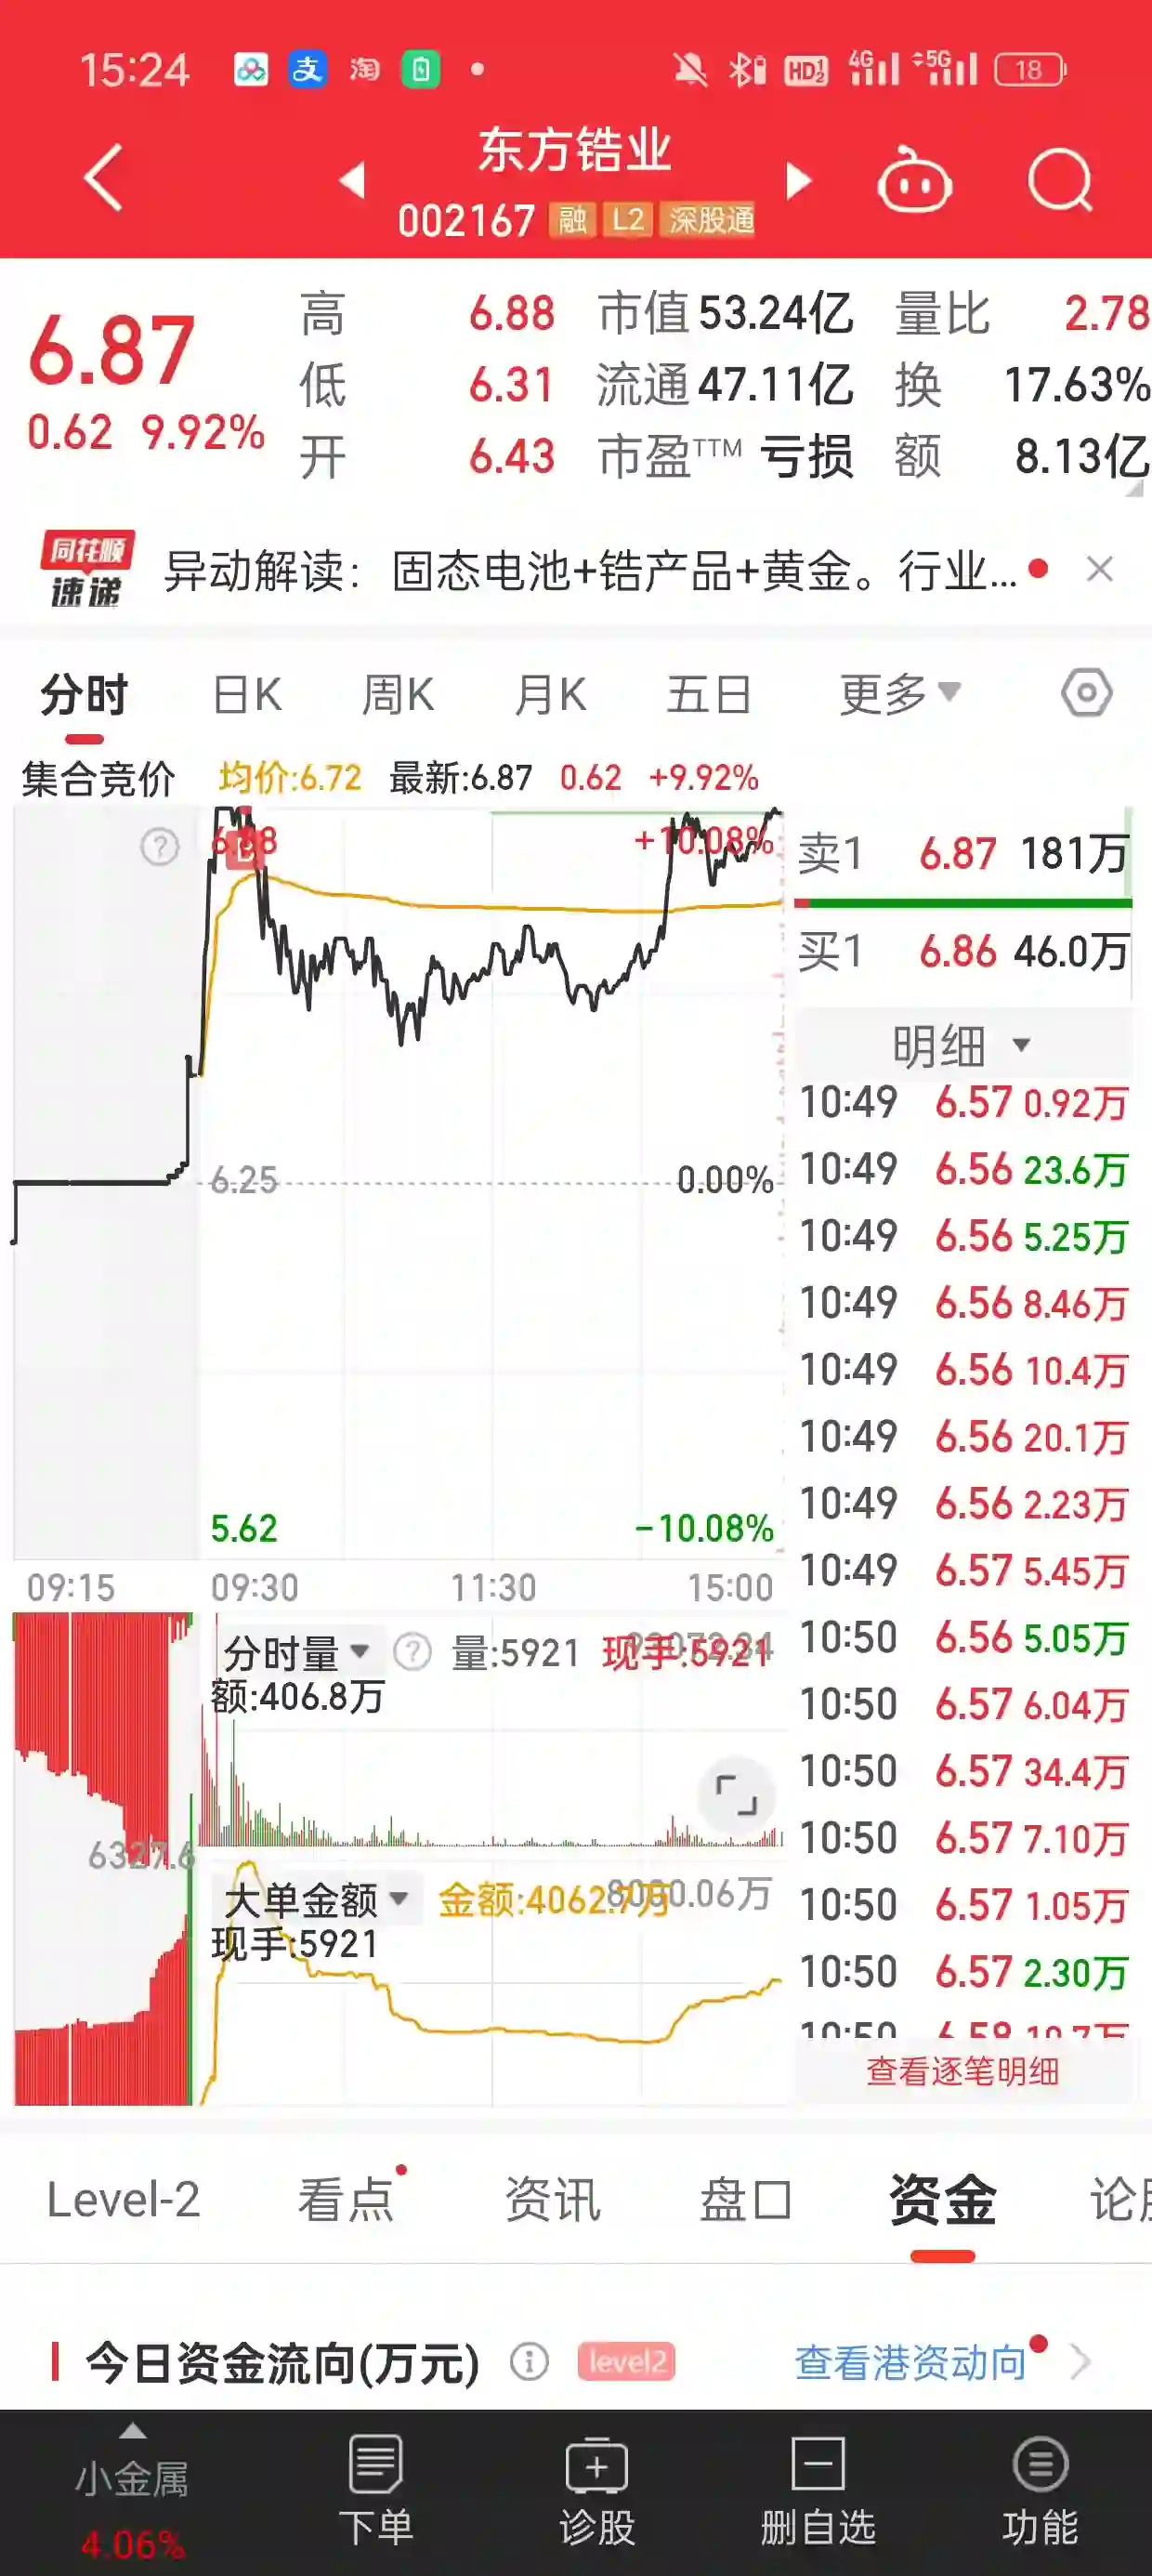 15:24 支 淘 HD 1 2 4G 5G 18
东方锆业
002167 融 L2 深股通
6.87
0.62 9.92%
高 6.88 市值 53.24亿 量比 2.78
低 6.31 流通 47.11亿 换 17.63%
开 6.43 市盈TTM 亏损 额 8.13亿
同花顺
速递
异动解读：固态电池+锆产品+黄金。行业...
分时 日K 周K 月K 五日 更多
集合竞价 均价:6.72 最新:6.87 0.62 +9.92%
6.88 +10.08%
B
6.25 0.00%
5.62 -10.08%
09:15 09:30 11:30 15:00
卖1 6.87 181万
买1 6.86 46.0万
明细
10:49 6.57 0.92万
10:49 6.56 23.6万
10:49 6.56 5.25万
10:49 6.56 8.46万
10:49 6.56 10.4万
10:49 6.56 20.1万
10:49 6.56 2.23万
10:49 6.57 5.45万
10:50 6.56 5.05万
10:50 6.57 6.04万
10:50 6.57 34.4万
10:50 6.57 7.10万
10:50 6.57 1.05万
10:50 6.57 2.30万
10:50 6.58 10.7万
查看逐笔明细
分时量 量:5921 现手:5921
额:406.8万
6327.6
大单金额 金额:4062.7万
现手:5921
Level-2 看点 资讯 盘口 资金 论股
今日资金流向(万元) level2 查看港资动向
小金属
4.06%
下单 诊股 删自选 功能